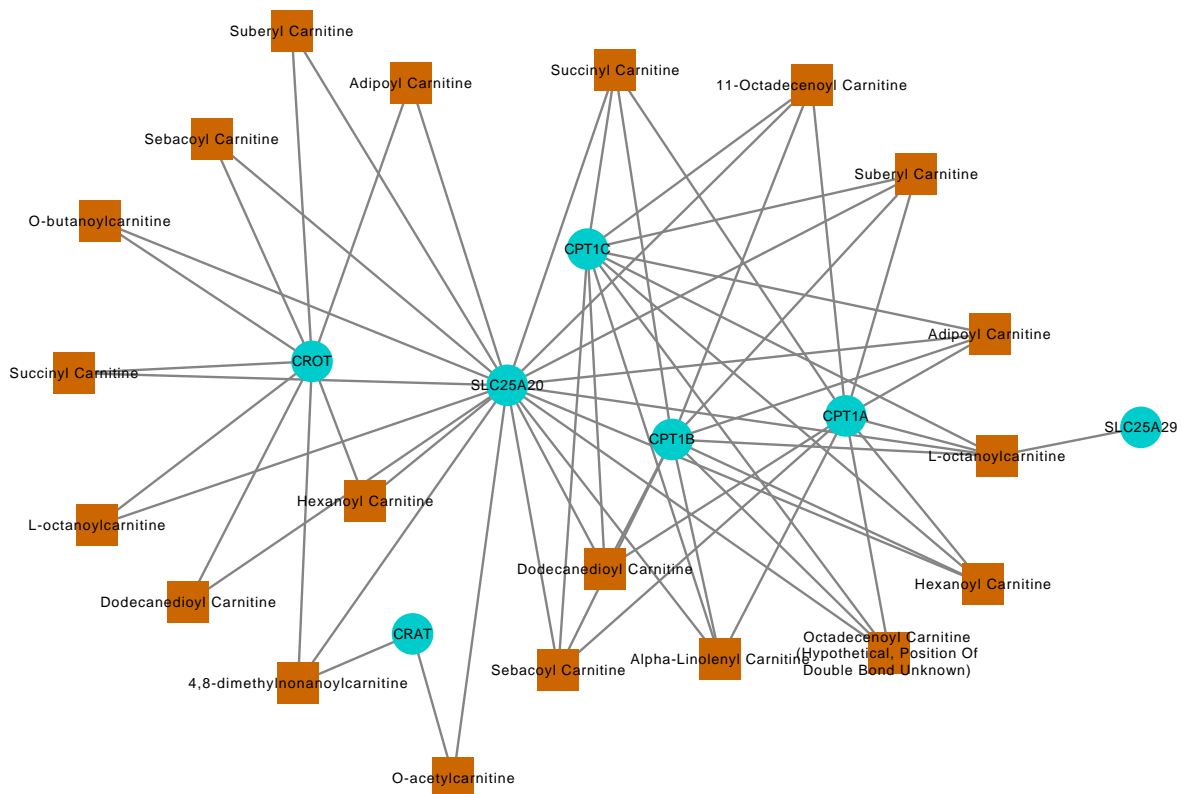 Suberyl Carnitine
Succinyl Carnitine
Adipoyl Carnitine
11-Octadecenoyl Carnitine
Sebacoyl Carnitine
Suberyl Carnitine
O-butanoylcarnitine
CPT1C
Adipoyl Carnitine
CROT
Succinyl Carnitine
SLC25A20
CPT1A
SLC25A29
CPT1B
L-octanoylcarnitine
Hexanoyl Carnitine
L-octanoylcarnitine
Dodecanedioyl Carnitine
Hexanoyl Carnitine
Dodecanedioyl Carnitine
CRAT
Octadecenoyl Carnitine
(Hypothetical, Position Of
Double Bond Unknown)
Alpha-Linolenyl Carnitine
Sebacoyl Carnitine
4,8-dimethylnonanoylcarnitine
O-acetylcarnitine